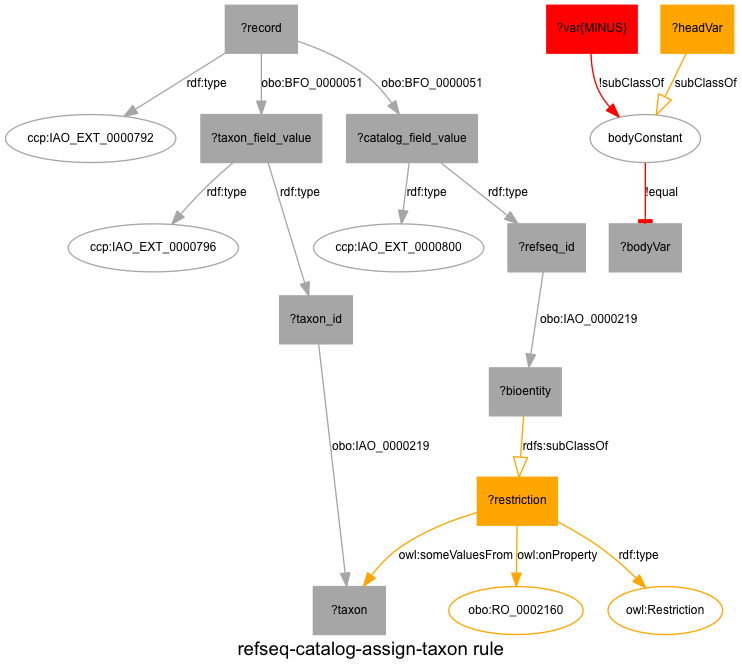 ?record
?var{MINUS}
?headVar
rdf:type
obo:BFO_0000051
obo:BFO_0000051
!subClassOf
subClassOf
ccp:IAO_EXT_0000792
?taxon_field_value
?catalog_field_value
bodyConstant
rdf:type
rdf:type
rdf:type
rdf:type
!equal
ccp:IAO_EXT_0000796
ccp:IAO_EXT_0000800
?refseq_id
?bodyVar
?taxon_id
obo:IAO_0000219
?bioentity
obo:IAO_0000219
rdfs:subClassOf
?restriction
owl:someValuesFrom
owl:onProperty
rdf:type
?taxon
obo:RO_0002160
owl:Restriction
refseq-catalog-assign-taxon rule